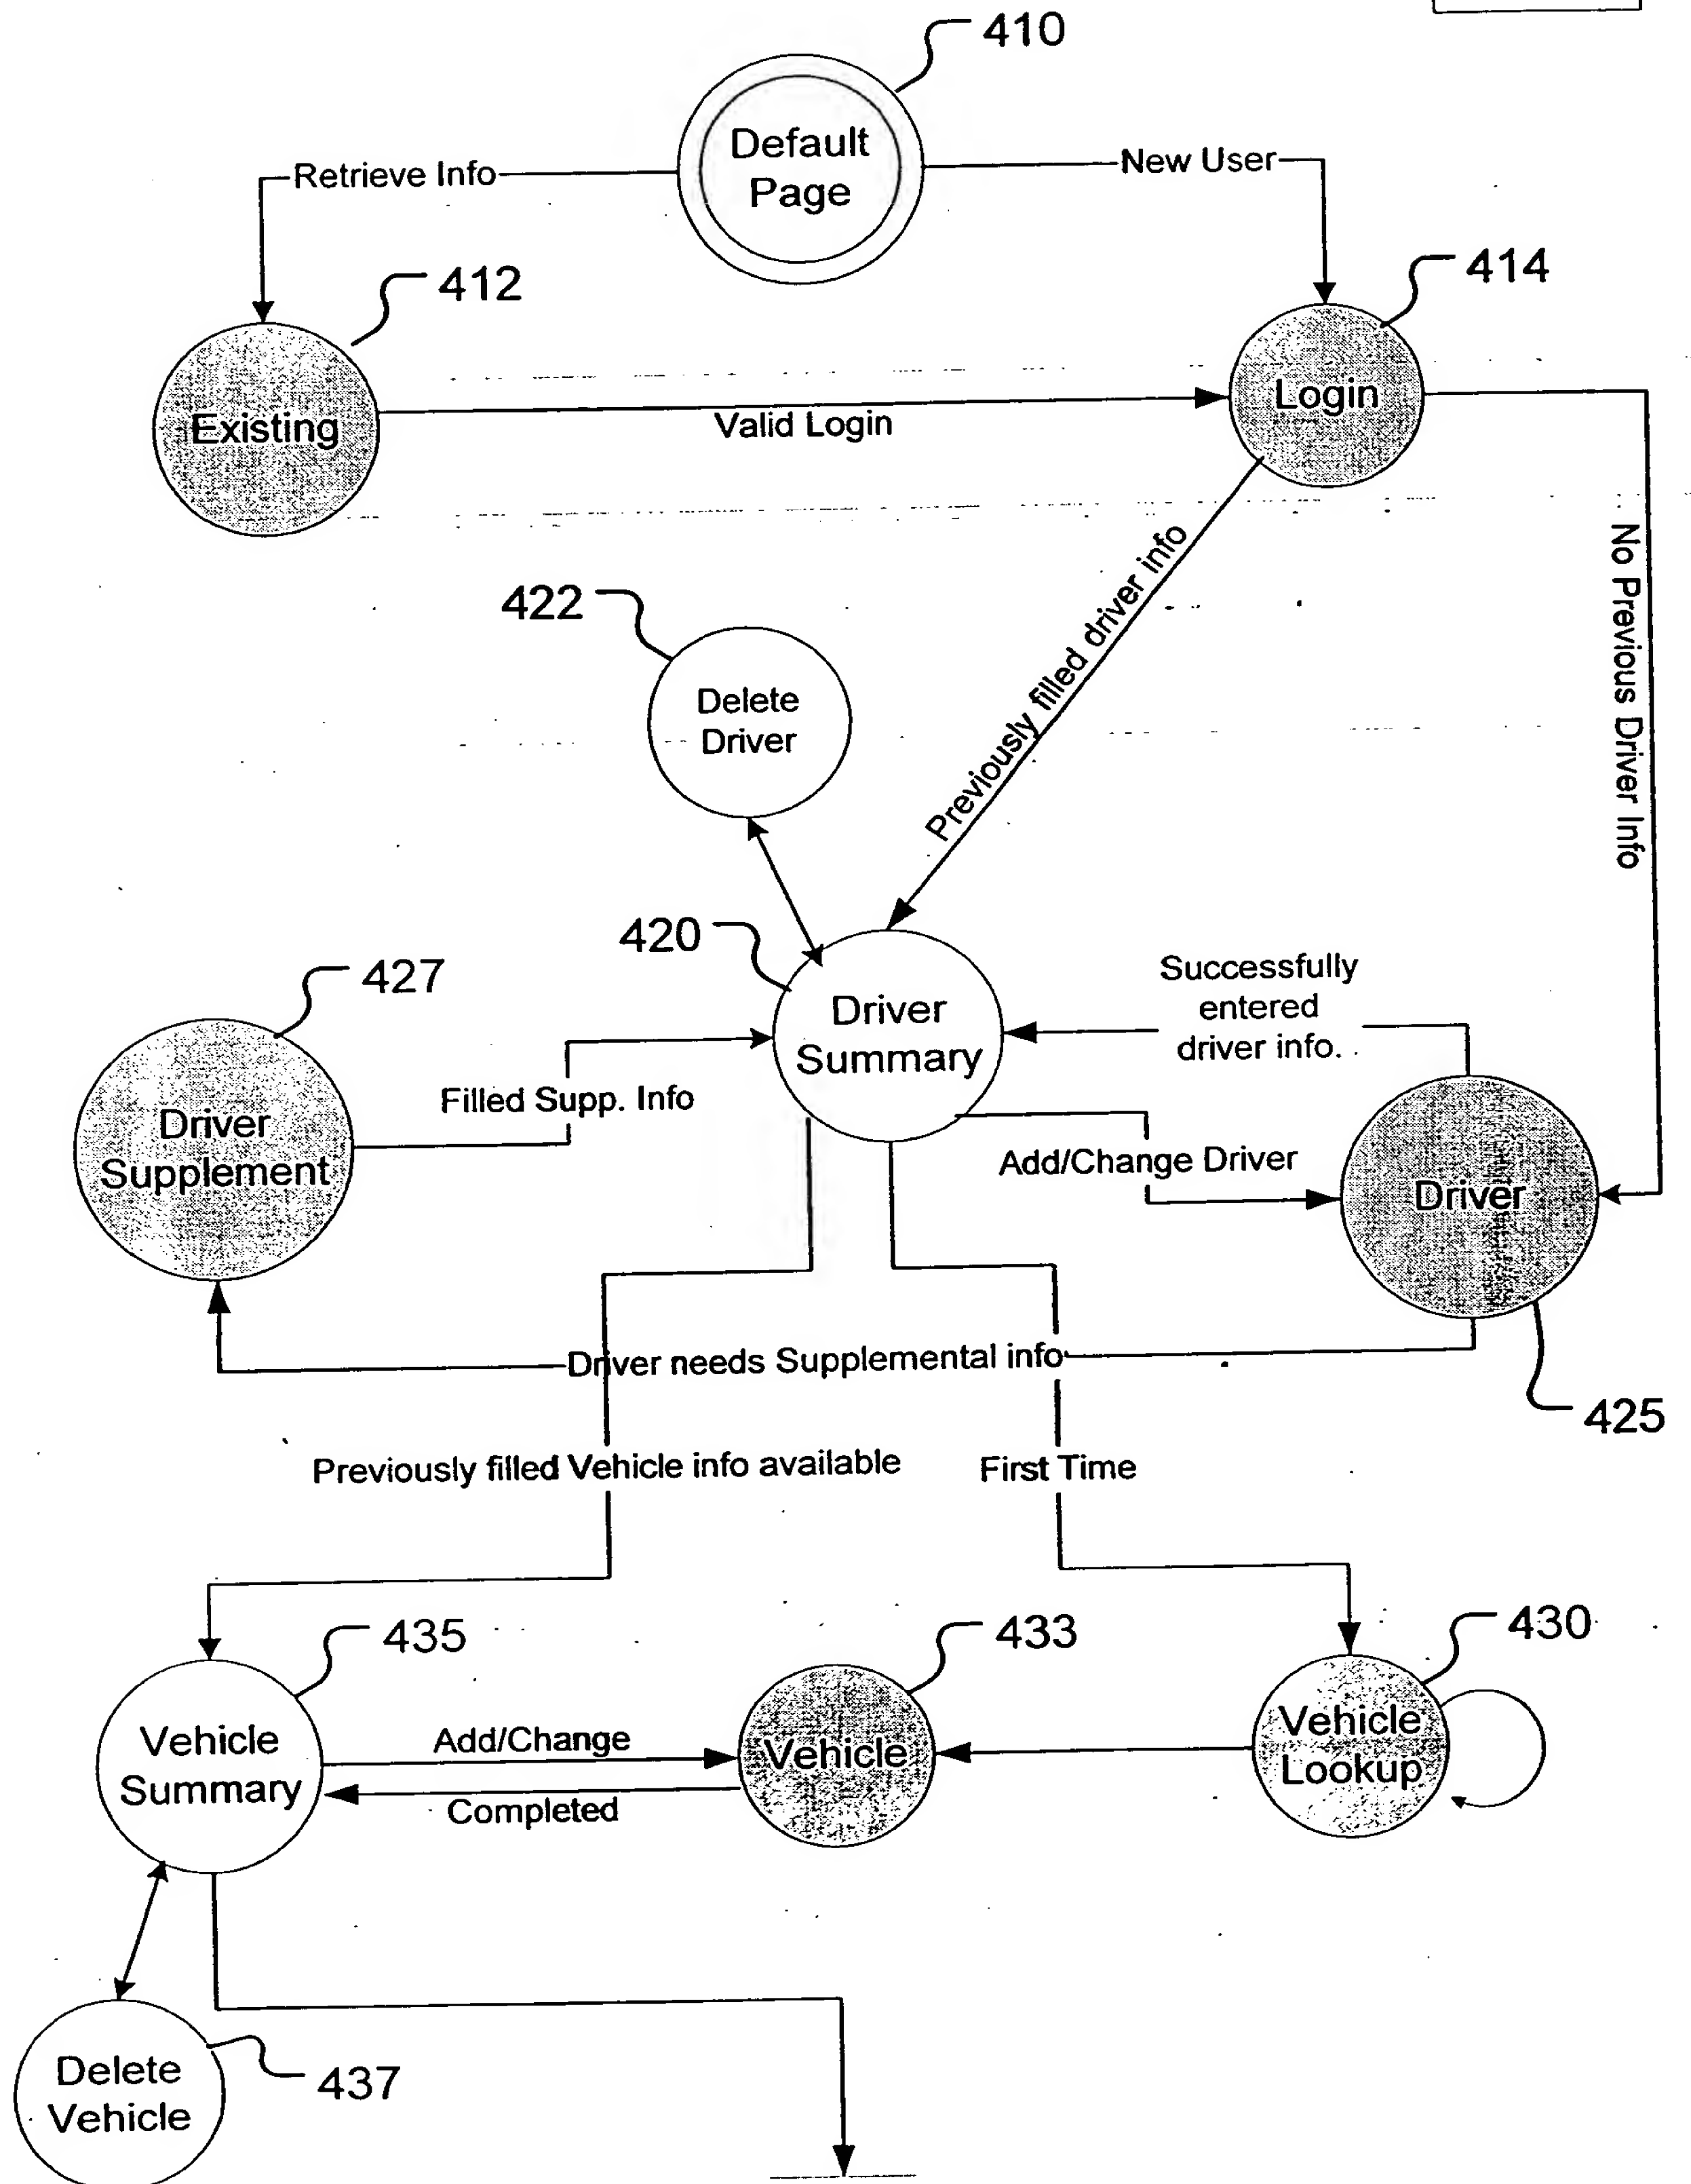 410
Default
Page
Retrieve Info
New User
412
414
Existing
Login
Valid Login
No Previous Driver Info
Previously filled driver info
422
Delete
Driver
420
427
Driver
Summary
Successfully
entered
driver info.
Filled Supp. Info
Driver
Supplement
Add/Change Driver
Driver
Driver needs Supplemental info
425
Previously filled Vehicle info available
First Time
435
433
430
Vehicle
Summary
Add/Change
Completed
Vehicle
Vehicle
Lookup
437
Delete
Vehicle